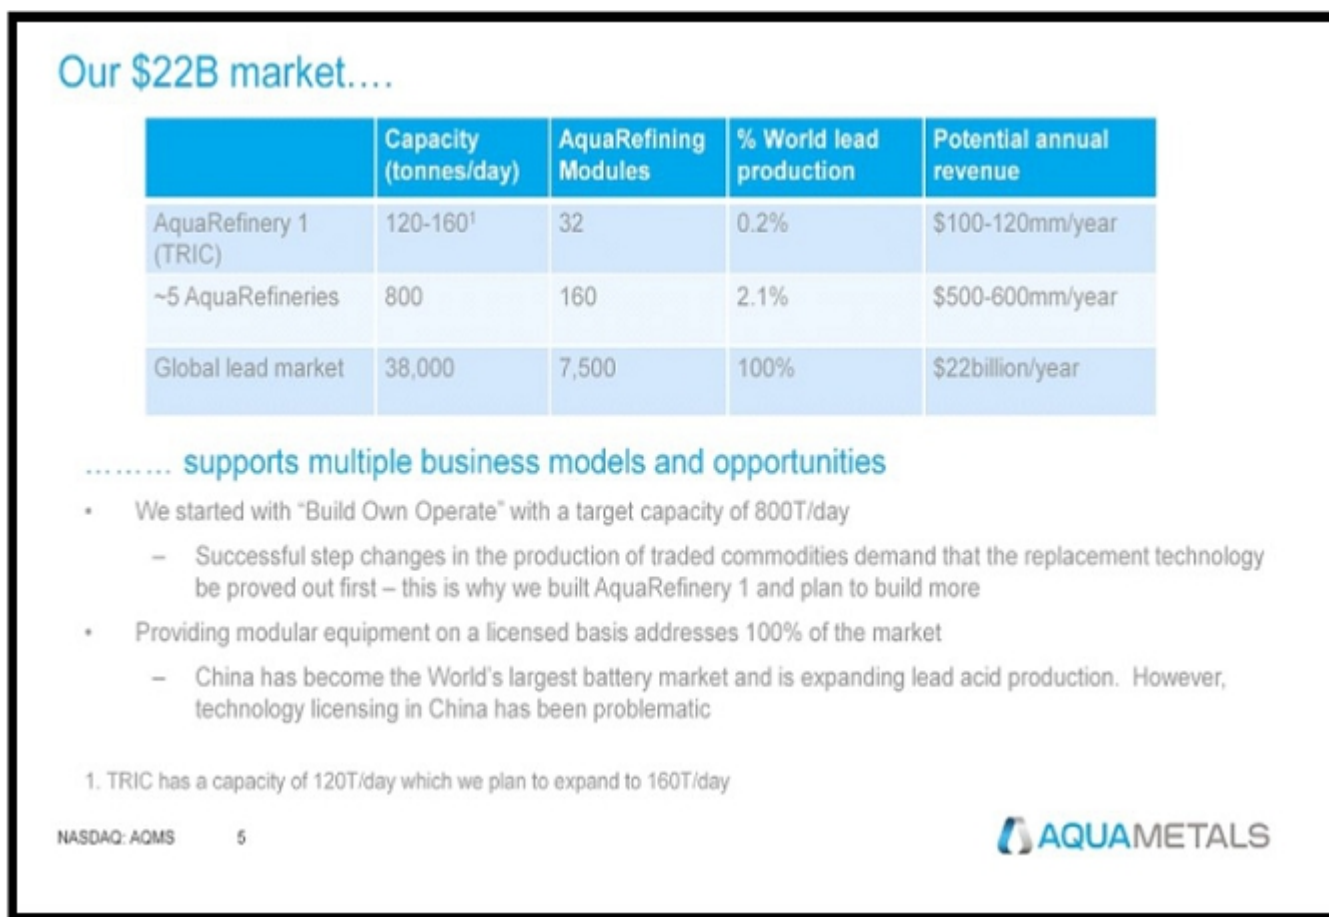 Our $22B market….
Capacity (tonnes/day) AquaRefining Modules % World lead production Potential annual revenue
AquaRefinery 1 (TRIC) 120-160¹ 32 0.2% $100-120mm/year
~5 AquaRefineries 800 160 2.1% $500-600mm/year
Global lead market 38,000 7,500 100% $22billion/year
……… supports multiple business models and opportunities
• We started with “Build Own Operate” with a target capacity of 800T/day
– Successful step changes in the production of traded commodities demand that the replacement technology
be proved out first – this is why we built AquaRefinery 1 and plan to build more
• Providing modular equipment on a licensed basis addresses 100% of the market
– China has become the World’s largest battery market and is expanding lead acid production. However,
technology licensing in China has been problematic
1. TRIC has a capacity of 120T/day which we plan to expand to 160T/day
NASDAQ: AQMS 5
AQUAMETALS